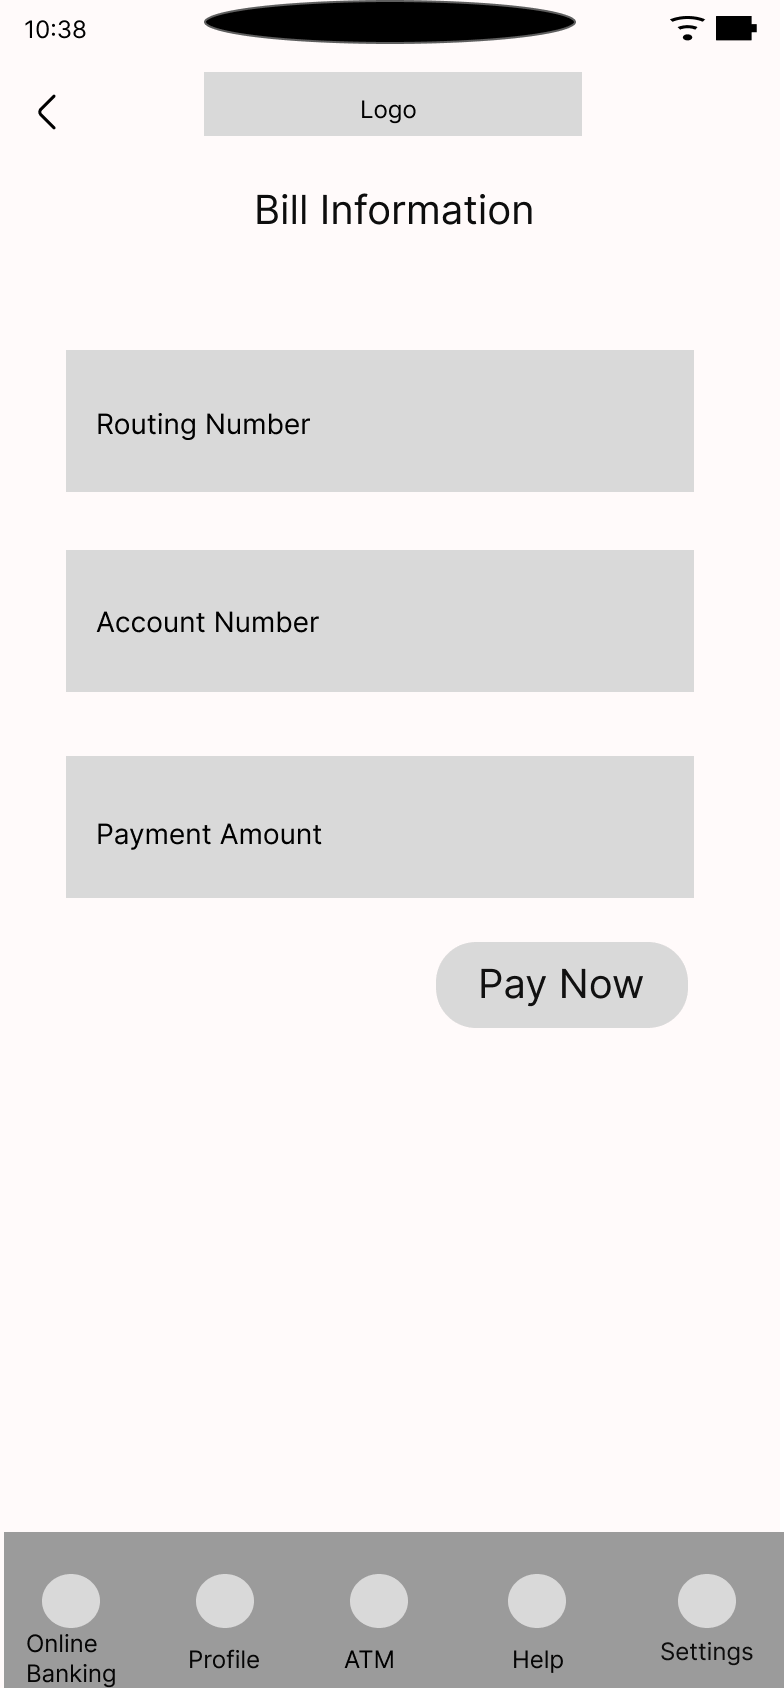 10:38
Logo
Bill Information
Routing Number
Account Number
Payment Amount
Pay Now
Online
Banking
Profile
ATM
Help
Settings